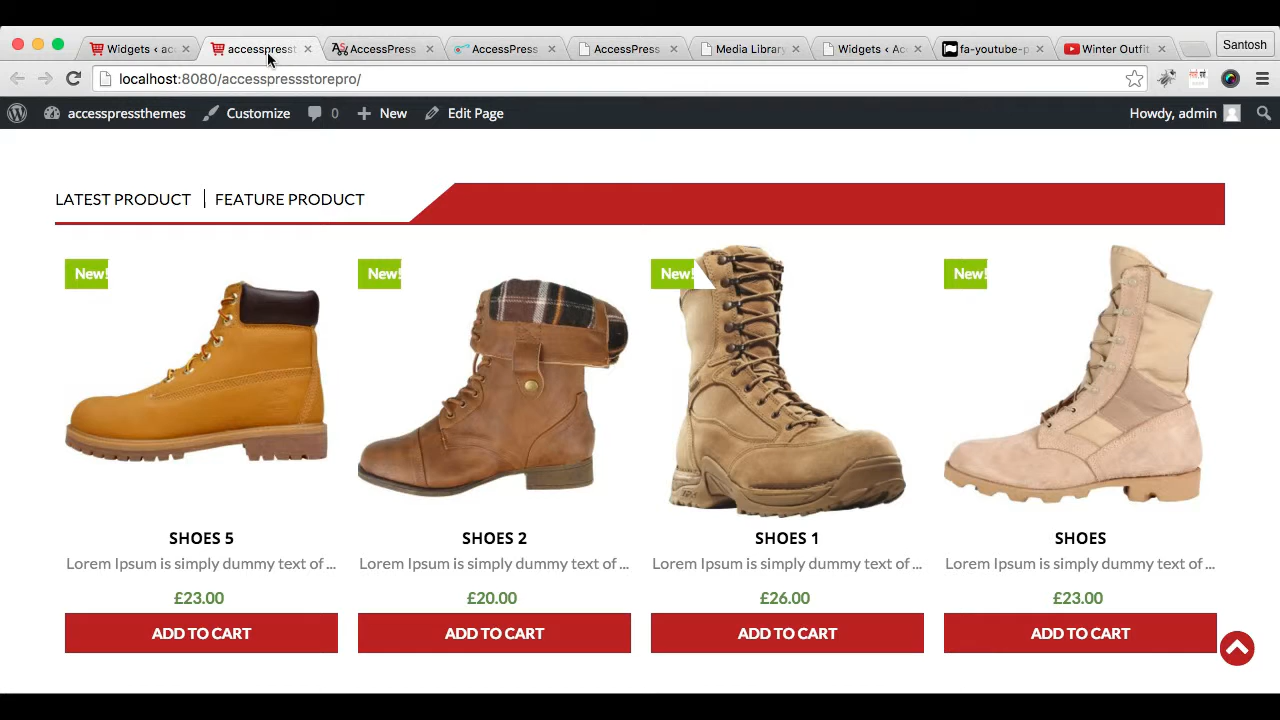 Widgets ‹ acc
accesspresst
AccessPress
AccessPress
AccessPress
Media Library
Widgets ‹ Acc
fa-youtube-p
Winter Outfit
Santosh
localhost:8080/accesspressstorepro/
accesspressthemes
Customize
0
New
Edit Page
Howdy, admin
LATEST PRODUCT
FEATURE PRODUCT
New!
New!
New!
New!
SHOES 5
SHOES 2
SHOES 1
SHOES
Lorem Ipsum is simply dummy text of ...
Lorem Ipsum is simply dummy text of ...
Lorem Ipsum is simply dummy text of ...
Lorem Ipsum is simply dummy text of ...
£23.00
£20.00
£26.00
£23.00
ADD TO CART
ADD TO CART
ADD TO CART
ADD TO CART